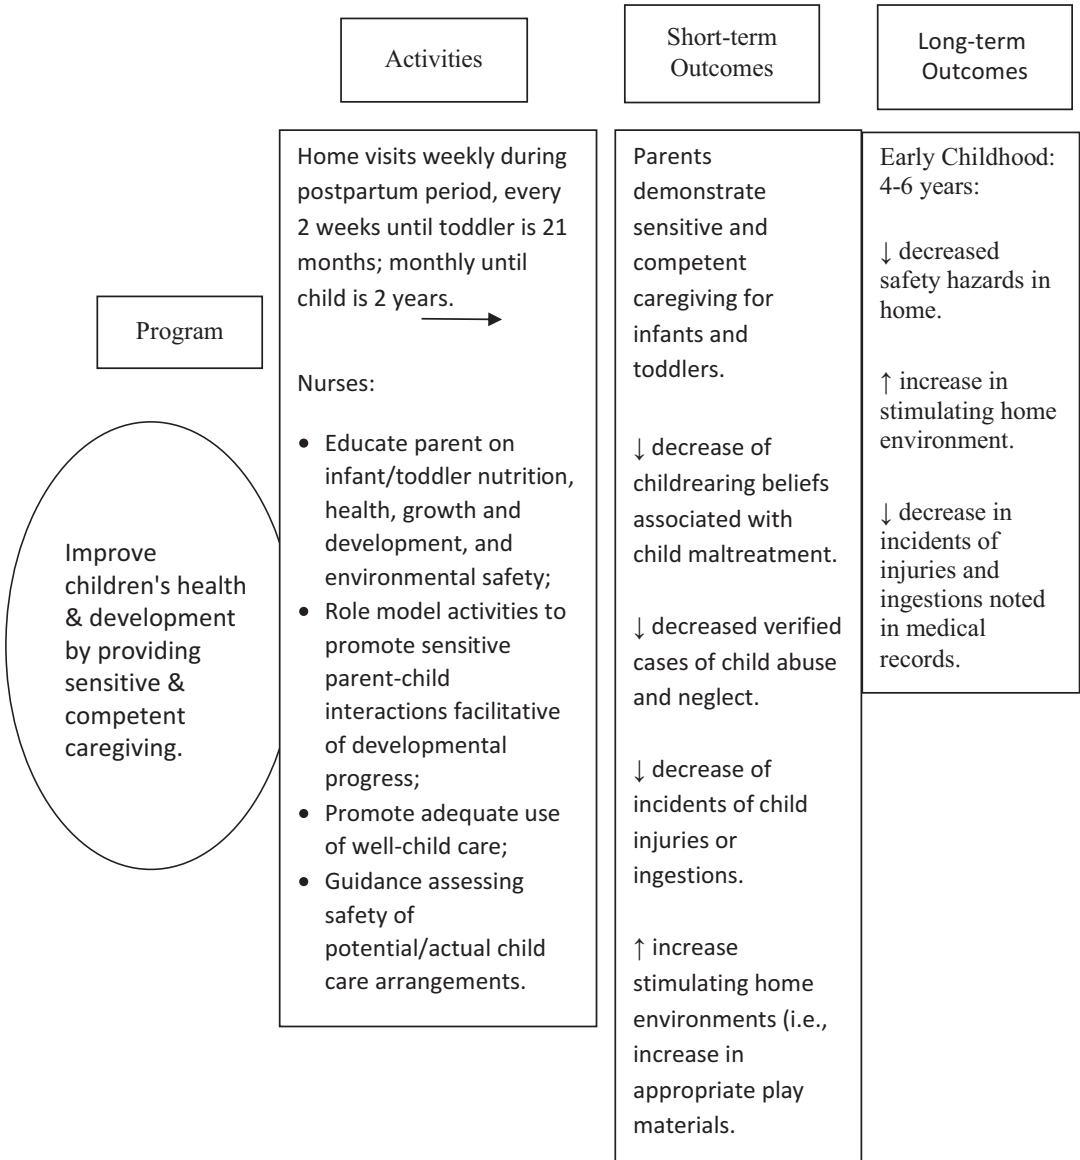 Activities
Short-term
Outcomes
Long-term
Outcomes
Program
Improve
children's health
& development
by providing
sensitive &
competent
caregiving.
Home visits weekly during
postpartum period, every
2 weeks until toddler is 21
months; monthly until
child is 2 years.
Nurses:
• Educate parent on
infant/toddler nutrition,
health, growth and
development, and
environmental safety;
• Role model activities to
promote sensitive
parent-child
interactions facilitative
of developmental
progress;
• Promote adequate use
of well-child care;
• Guidance assessing
safety of
potential/actual child
care arrangements.
Parents
demonstrate
sensitive and
competent
caregiving for
infants and
toddlers.
↓ decrease of
childrearing beliefs
associated with
child maltreatment.
↓ decreased verified
cases of child abuse
and neglect.
↓ decrease of
incidents of child
injuries or
ingestions.
↑ increase
stimulating home
environments (i.e.,
increase in
appropriate play
materials.
Early Childhood:
4-6 years:
↓ decreased
safety hazards in
home.
↑ increase in
stimulating home
environment.
↓ decrease in
incidents of
injuries and
ingestions noted
in medical
records.